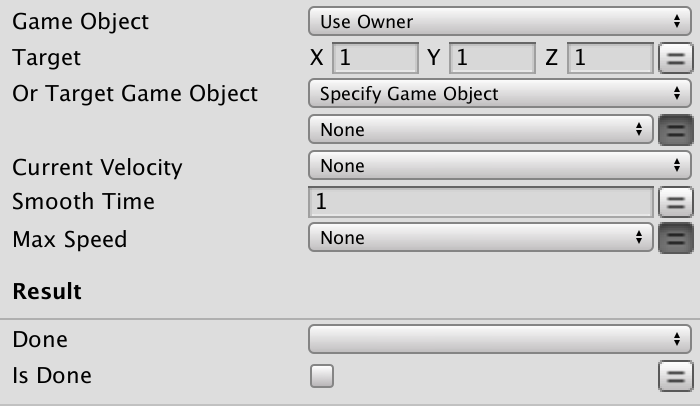 Game Object Use Owner
Target X 1 Y 1 Z 1
Or Target Game Object Specify Game Object
None
Current Velocity None
Smooth Time 1
Max Speed None
Result
Done
Is Done